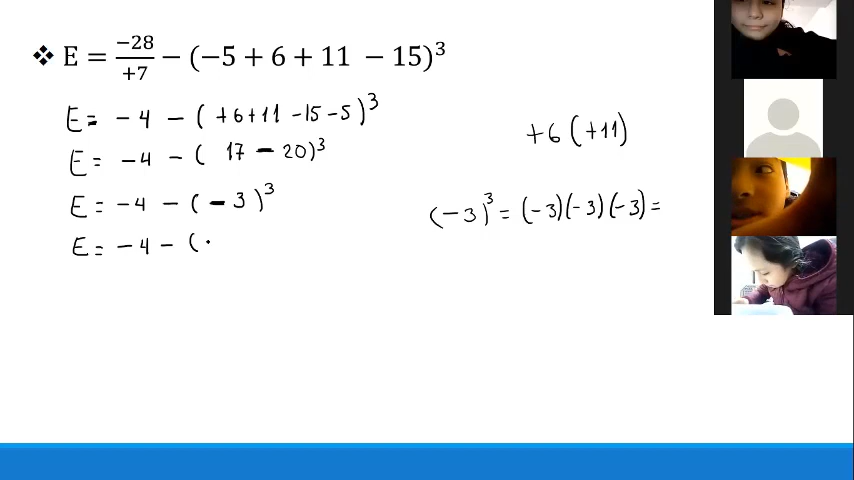 ❖ E = −28/+7 − (−5 + 6 + 11 − 15)³
E = -4 - (+6+11-15-5)³
E = -4 - ( 17 - 20)³
E = -4 - (-3)³
E = -4 - (
+6(+11)
(-3)³ = (-3)(-3)(-3) =